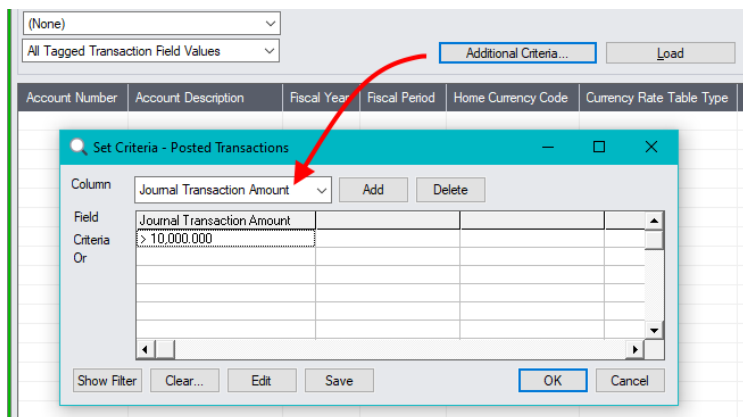 (None)
All Tagged Transaction Field Values
Additional Criteria...
Load
Account Number Account Description Fiscal Year Fiscal Period Home Currency Code Currency Rate Table Type
Set Criteria - Posted Transactions
Column Journal Transaction Amount Add Delete
Field Journal Transaction Amount
Criteria > 10,000.000
Or
Show Filter Clear... Edit Save OK Cancel